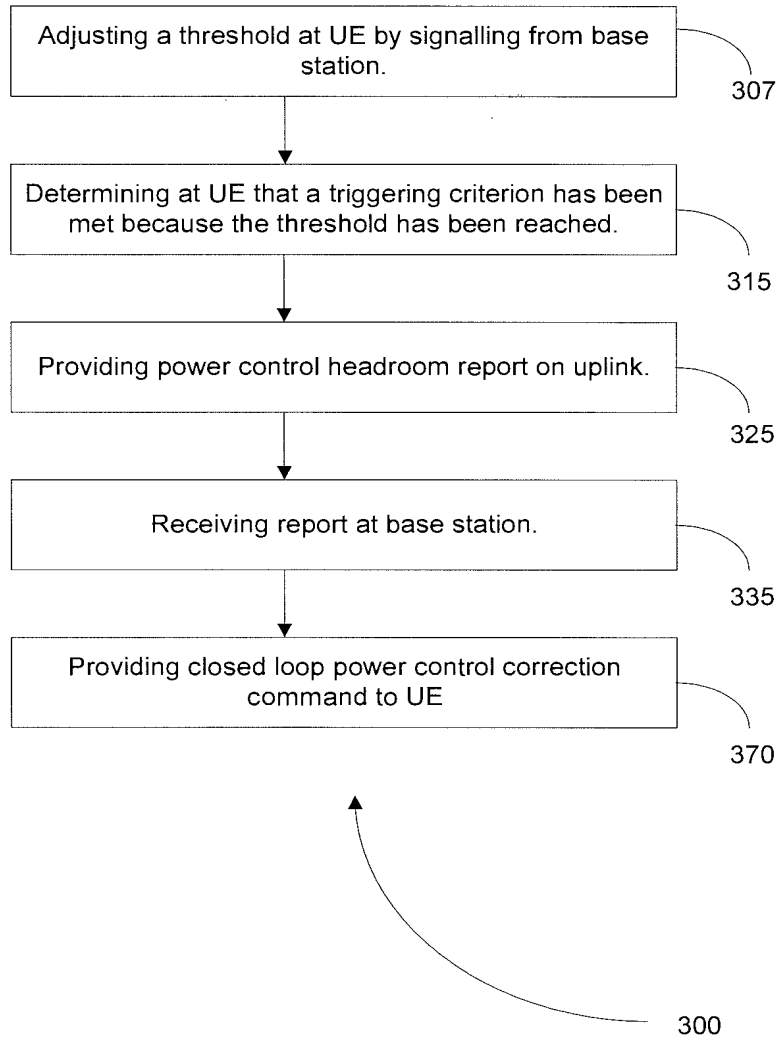 Adjusting a threshold at UE by signalling from base
station.
307
Determining at UE that a triggering criterion has been
met because the threshold has been reached.
315
Providing power control headroom report on uplink.
325
Receiving report at base station.
335
Providing closed loop power control correction
command to UE
370
300